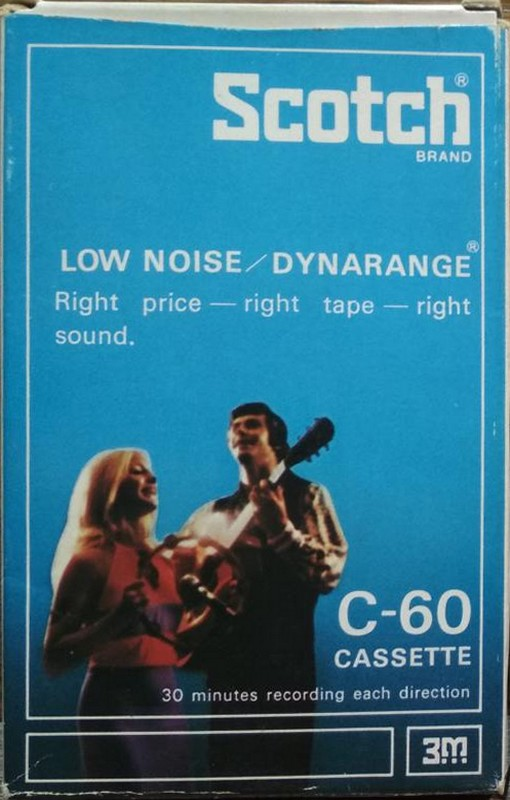 Scotch®
BRAND
LOW NOISE/DYNARANGE®
Right price — right tape — right
sound.
C-60
CASSETTE
30 minutes recording each direction
3M